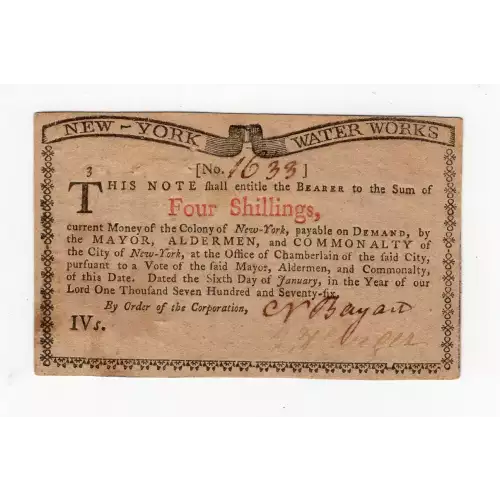 NEW-YORK WATER WORKS
3
[No. 1633]
THIS NOTE ſhall entitle the BEARER to the Sum of
Four Shillings,
current Money of the Colony of New-York, payable on DEMAND, by
the MAYOR, ALDERMEN, and COMMONALTY of
the City of New-York, at the Office of Chamberlain of the ſaid City,
purſuant to a Vote of the ſaid Mayor, Aldermen, and Commonalty,
of this Date. Dated the Sixth Day of January, in the Year of our
Lord One Thouſand Seven Hundred and Seventy-ſix.
By Order of the Corporation, N Bayard
IVs.